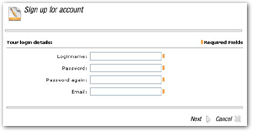 Sign up for account
Your login details:
Required Fields
Loginname:
Password:
Password again:
Email:
Next Cancel